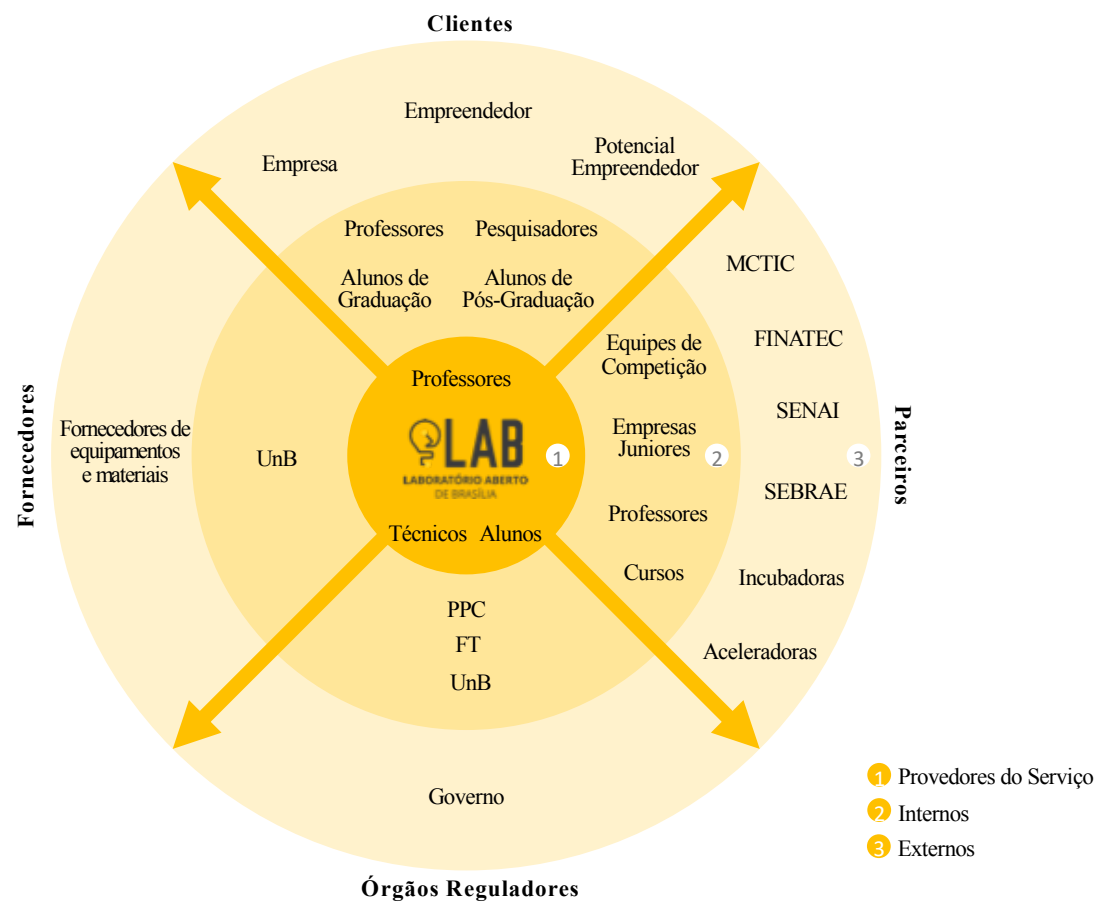 Clientes
Empreendedor
Potencial
Empreendedor
Empresa
Professores
Pesquisadores
Alunos de
Graduação
Alunos de
Pós-Graduação
MCTIC
FINATEC
SENAI
SEBRAE
Incubadoras
Aceleradoras
Equipes de
Competição
Empresas
Juniores
Professores
Cursos
Parceiros
Professores
LAB
LABORATÓRIO ABERTO
DE BRASÍLIA
Técnicos
Alunos
1
2
3
Fornecedores
Fornecedores de
equipamentos
e materiais
UnB
PPC
FT
UnB
Governo
Órgãos Reguladores
1 Provedores do Serviço
2 Internos
3 Externos